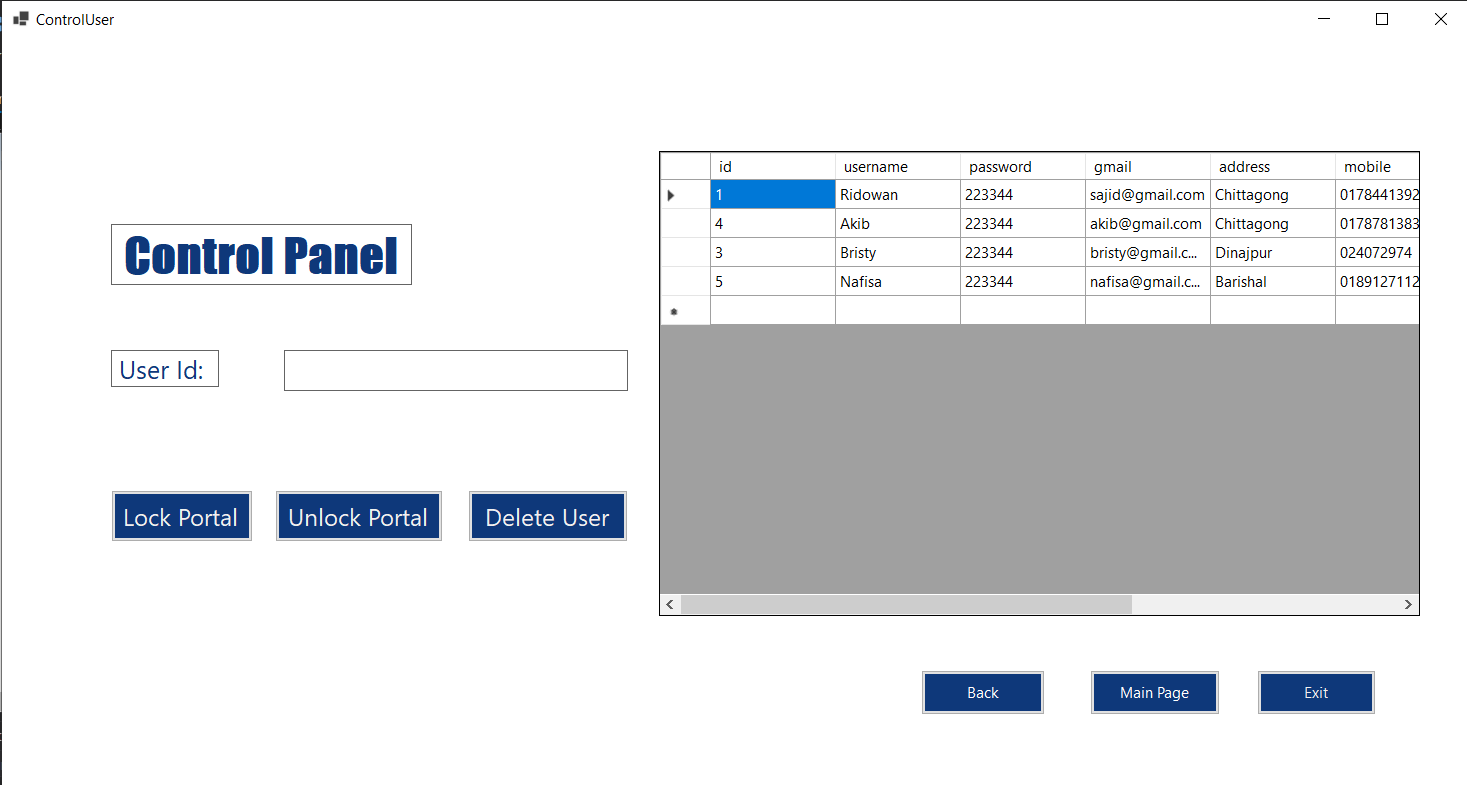 ControlUser
Control Panel
User Id:
Lock Portal Unlock Portal Delete User
id username password gmail address mobile
1 Ridowan 223344 sajid@gmail.com Chittagong 0178441392
4 Akib 223344 akib@gmail.com Chittagong 0178781383
3 Bristy 223344 bristy@gmail.c... Dinajpur 024072974
5 Nafisa 223344 nafisa@gmail.c... Barishal 0189127112
Back Main Page Exit